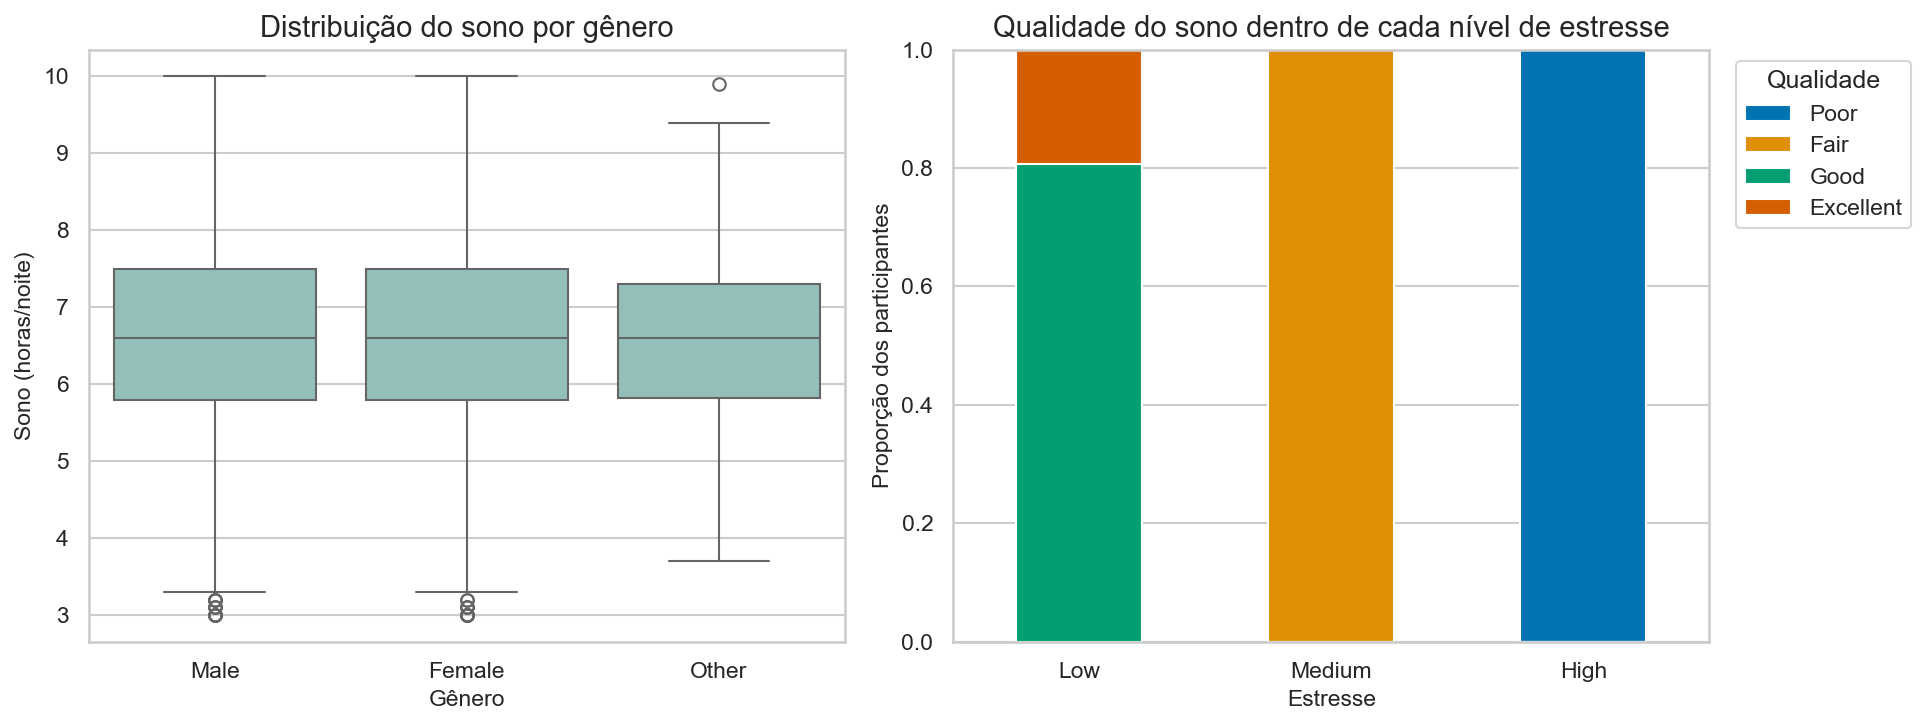 Distribuição do sono por gênero
Sono (horas/noite)
10
9
8
7
6
5
4
3
Male
Female
Other
Gênero
Qualidade do sono dentro de cada nível de estresse
Proporção dos participantes
1.0
0.8
0.6
0.4
0.2
0.0
Low
Medium
High
Estresse
Qualidade
Poor
Fair
Good
Excellent